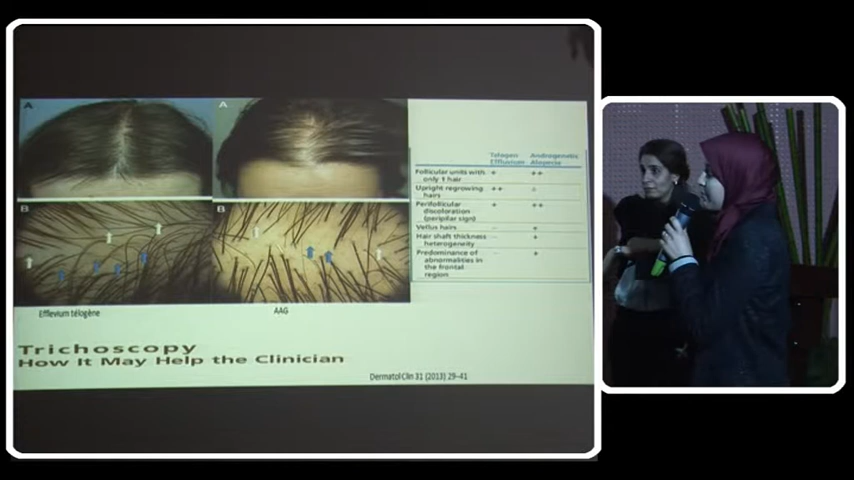 A
A
B
B
Effluvium télogène
AAG
Telogen Effluvium
Androgenetic Alopecia
Follicular units with only 1 hair
+
++
Upright regrowing hairs
++
Perifollicular discoloration (peripilar sign)
+
++
Vellus hairs
–
+
Hair shaft thickness heterogeneity
–
+
Predominance of abnormalities in the frontal region
–
+
Trichoscopy
How It May Help the Clinician
Dermatol Clin 31 (2013) 29–41